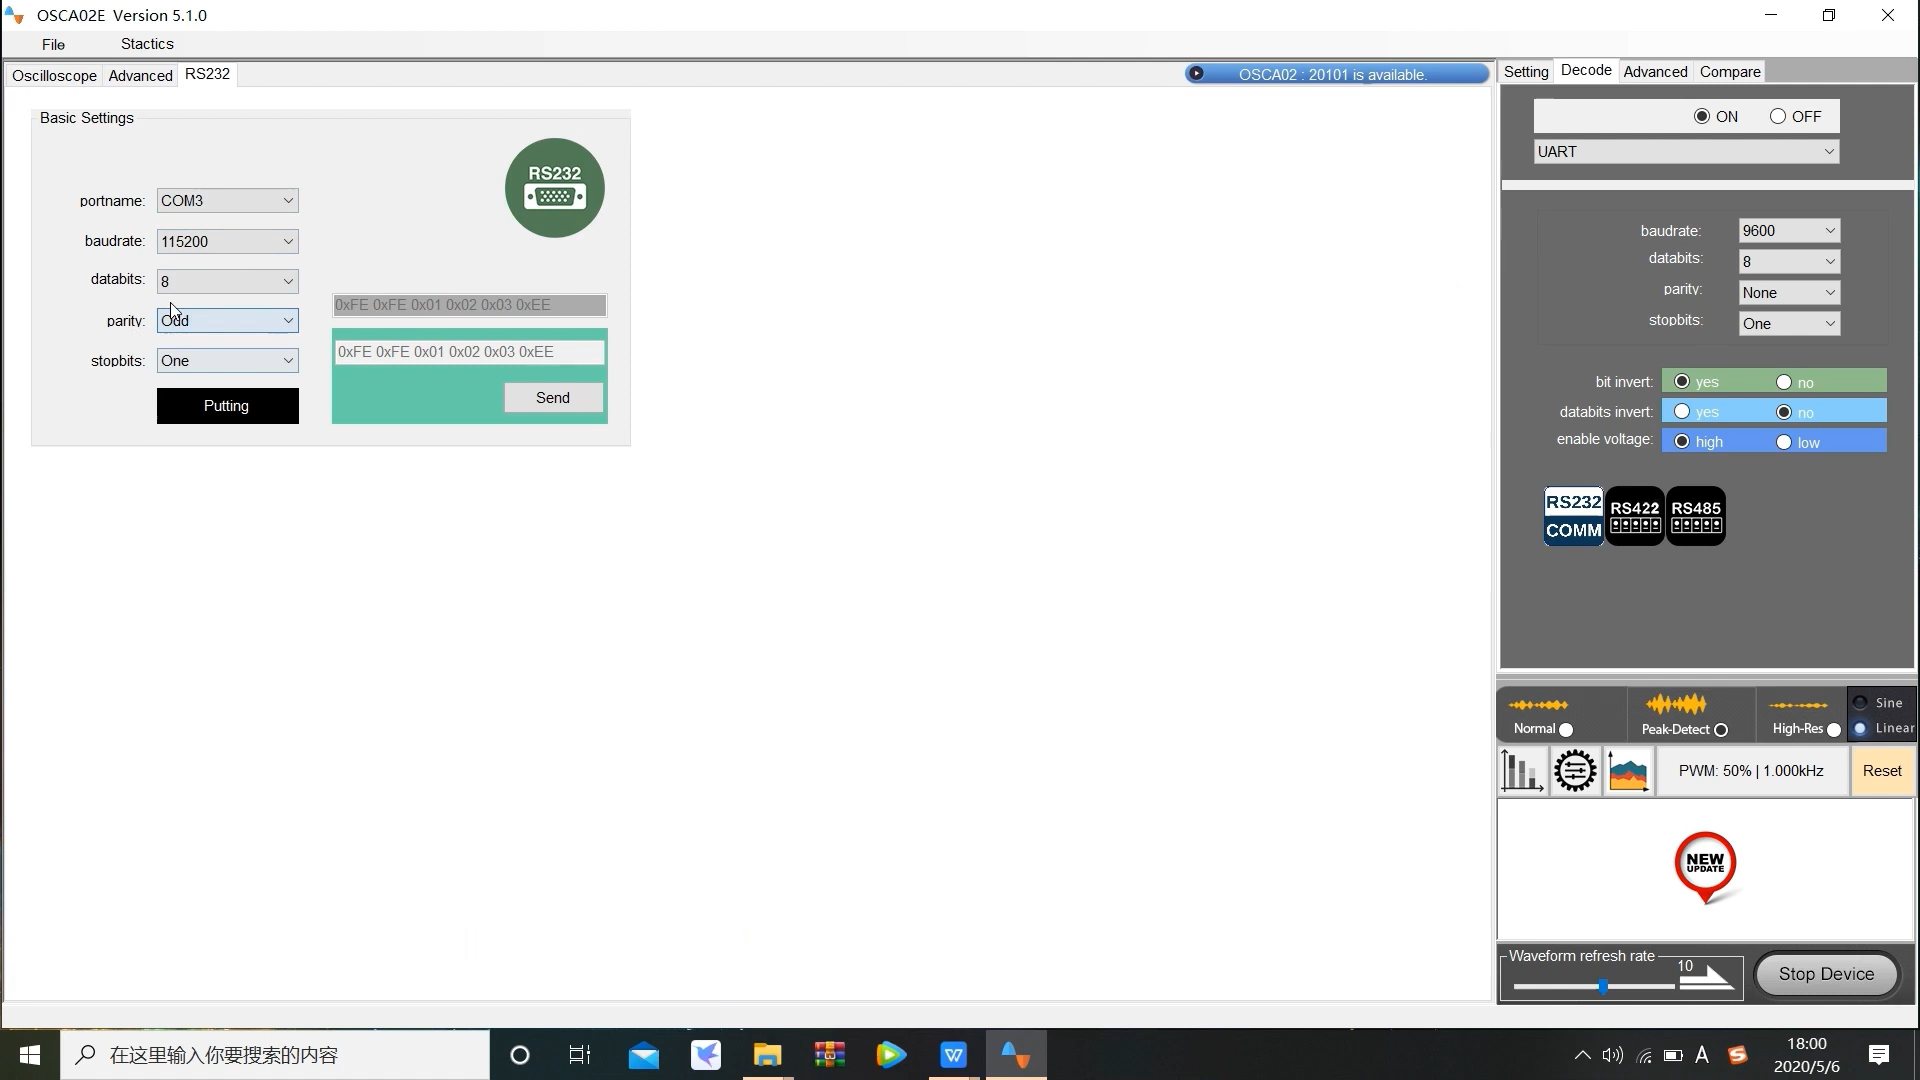 OSCA02E Version 5.1.0
File Stactics
Oscilloscope Advanced RS232
OSCA02 : 20101 is available.
Setting Decode Advanced Compare
Basic Settings
RS232
portname: COM3
baudrate: 115200
databits: 8
parity: Odd
stopbits: One
Putting
0xFE 0xFE 0x01 0x02 0x03 0xEE
0xFE 0xFE 0x01 0x02 0x03 0xEE
Send
ON OFF
UART
baudrate: 9600
databits: 8
parity: None
stopbits: One
bit invert: yes no
databits invert: yes no
enable voltage: high low
RS232
COMM
RS422
RS485
Normal Peak-Detect High-Res
Sine
Linear
PWM: 50% | 1.000kHz Reset
NEW
UPDATE
Waveform refresh rate 10
Stop Device
在这里输入你要搜索的内容
W
A
S
18:00
2020/5/6